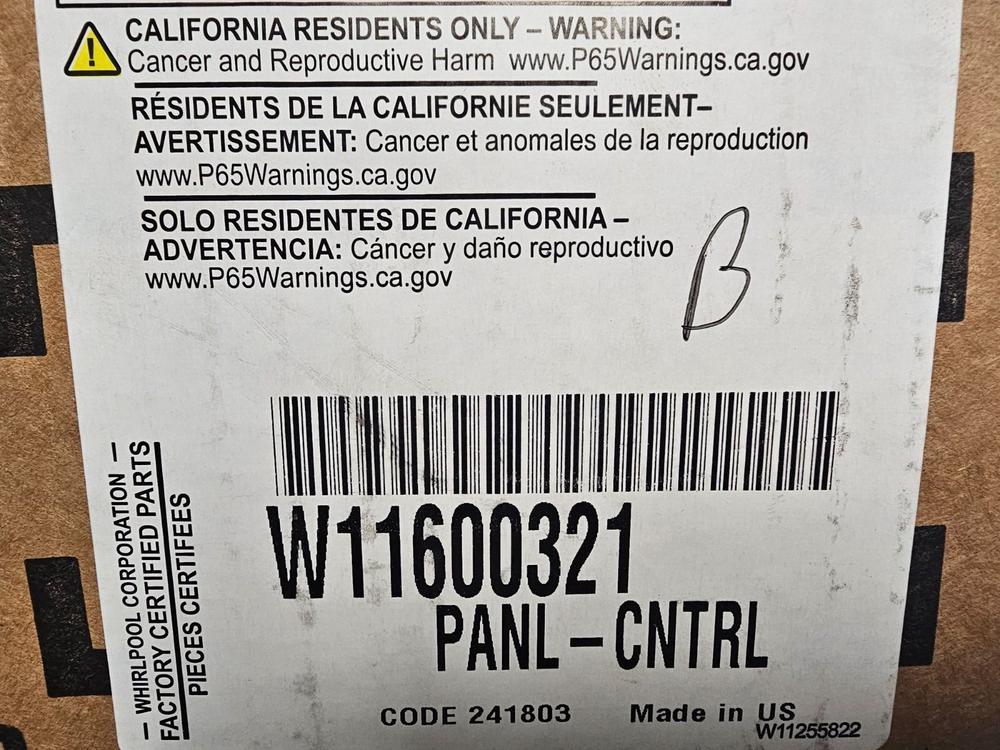 CALIFORNIA RESIDENTS ONLY – WARNING:
Cancer and Reproductive Harm www.P65Warnings.ca.gov
RÉSIDENTS DE LA CALIFORNIE SEULEMENT–
AVERTISSEMENT: Cancer et anomales de la reproduction
www.P65Warnings.ca.gov
SOLO RESIDENTES DE CALIFORNIA –
ADVERTENCIA: Cáncer y daño reproductivo
www.P65Warnings.ca.gov
B
— WHIRLPOOL CORPORATION —
FACTORY CERTIFIED PARTS
PIECES CERTIFEES
W11600321
PANL–CNTRL
CODE 241803 Made in US
W11255822